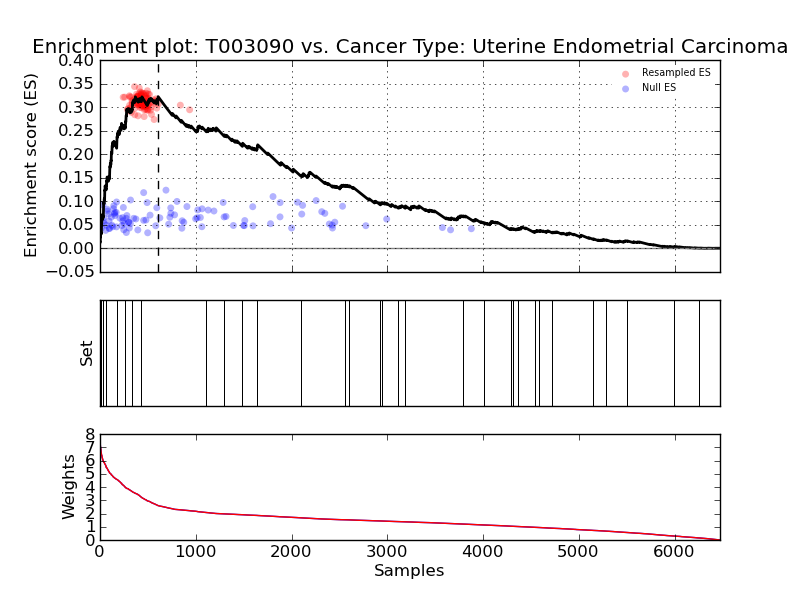 Enrichment plot: T003090 vs. Cancer Type: Uterine Endometrial Carcinoma
0.40
0.35
0.30
0.25
0.20
0.15
0.10
0.05
0.00
−0.05
Enrichment score (ES)
Resampled ES
Null ES
Set
8
7
6
5
4
3
2
1
0
Weights
0 1000 2000 3000 4000 5000 6000
Samples